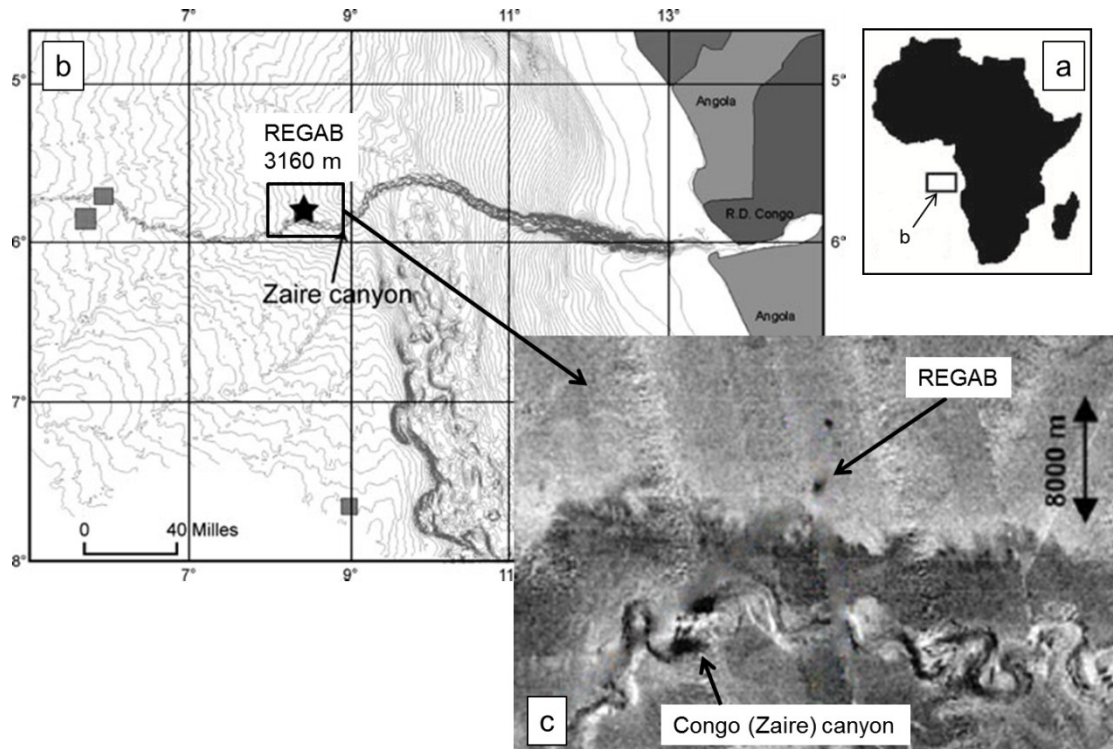 7°
9°
11°
13°
b
a
5°
5°
Angola
REGAB
3160 m
R.D. Congo
b
6°
6°
Zaire canyon
Angola
REGAB
7°
8000 m
0 40 Milles
8°
7°
9°
11
c
Congo (Zaire) canyon